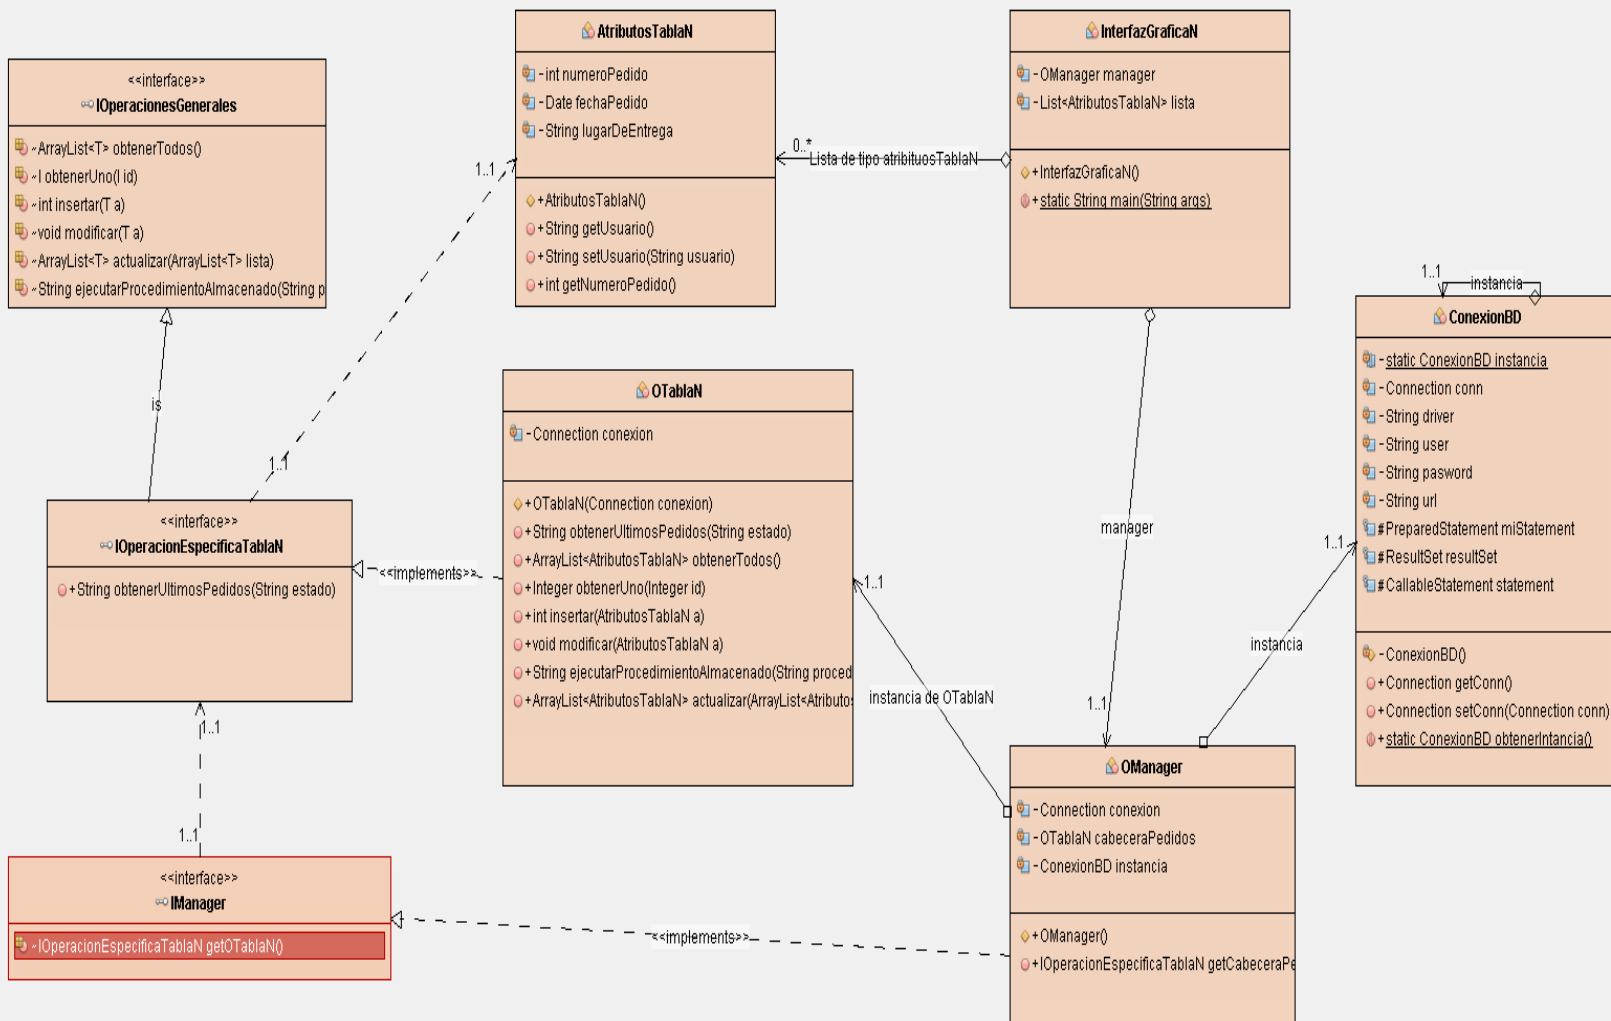 <<interface>>
IOperacionesGenerales
~ArrayList<T> obtenerTodos()
~I obtenerUno(I id)
~int insertar(T a)
~void modificar(T a)
~ArrayList<T> actualizar(ArrayList<T> lista)
~String ejecutarProcedimientoAlmacenado(String p
AtributosTablaN
-int numeroPedido
-Date fechaPedido
-String lugarDeEntrega
+AtributosTablaN()
+String getUsuario()
+String setUsuario(String usuario)
+int getNumeroPedido()
InterfazGraficaN
-OManager manager
-List<AtributosTablaN> lista
+InterfazGraficaN()
+static String main(String args)
0..*
Lista de tipo atribituosTablaN
1..1
1..1
is
1..1
instancia
ConexionBD
-static ConexionBD instancia
-Connection conn
-String driver
-String user
-String pasword
-String url
#PreparedStatement miStatement
#ResultSet resultSet
#CallableStatement statement
-ConexionBD()
+Connection getConn()
+Connection setConn(Connection conn)
+static ConexionBD obtenerIntancia()
OTablaN
-Connection conexion
+OTablaN(Connection conexion)
+String obtenerUltimosPedidos(String estado)
+ArrayList<AtributosTablaN> obtenerTodos()
+Integer obtenerUno(Integer id)
+int insertar(AtributosTablaN a)
+void modificar(AtributosTablaN a)
+String ejecutarProcedimientoAlmacenado(String proced
+ArrayList<AtributosTablaN> actualizar(ArrayList<Atributos
<<interface>>
IOperacionEspecificaTablaN
+String obtenerUltimosPedidos(String estado)
<<implements>>
manager
1..1
1..1
instancia
1..1
instancia de OTablaN
1..1
1..1
<<interface>>
IManager
~IOperacionEspecificaTablaN getOTablaN()
<<implements>>
OManager
-Connection conexion
-OTablaN cabeceraPedidos
-ConexionBD instancia
+OManager()
+IOperacionEspecificaTablaN getCabeceraPe